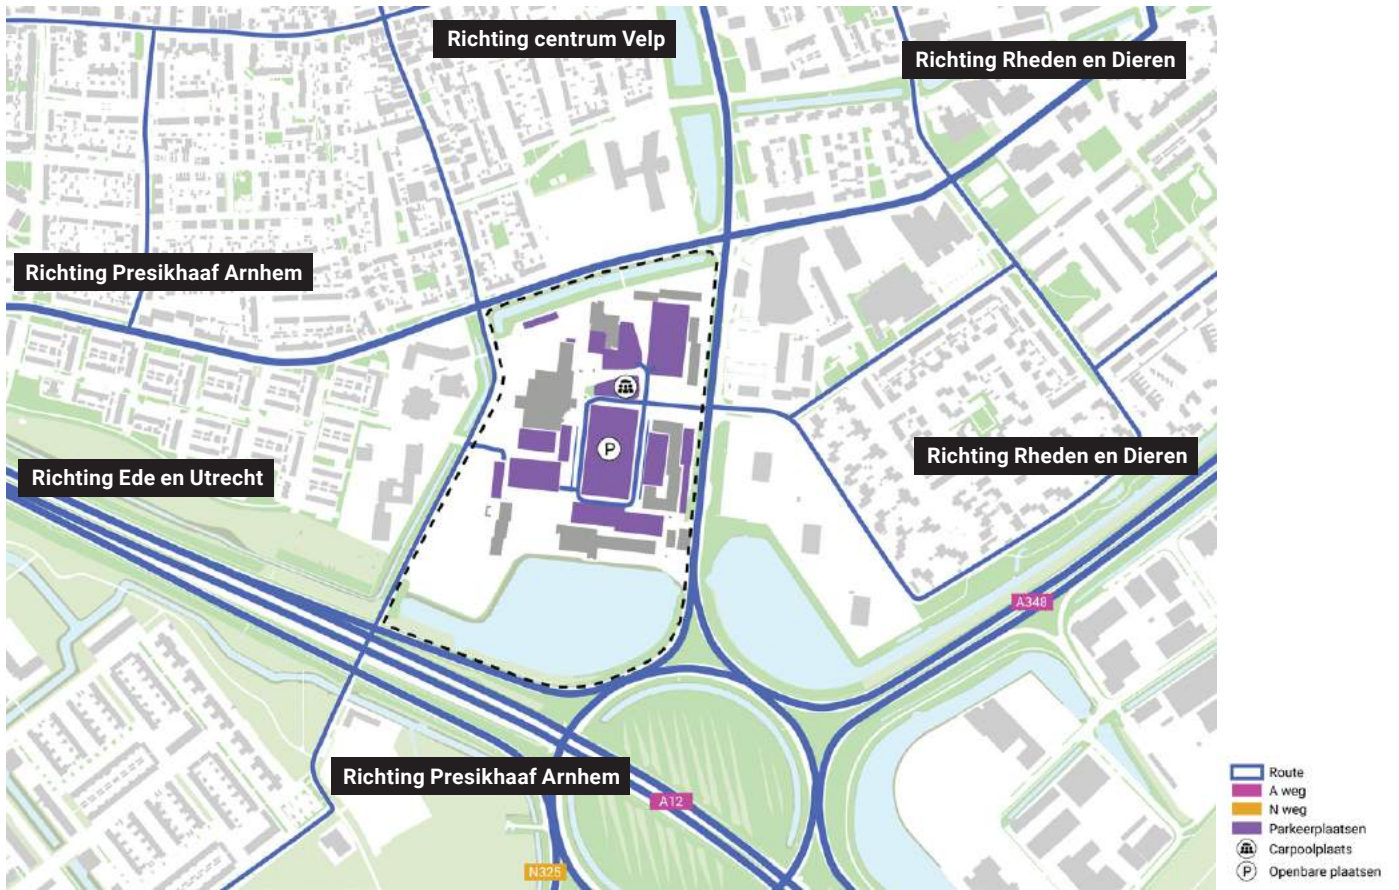 Richting centrum Velp
Richting Rheden en Dieren
Richting Presikhaaf Arnhem
P
Richting Rheden en Dieren
Richting Ede en Utrecht
A348
Richting Presikhaaf Arnhem
A12
N325
Route
A weg
N weg
Parkeerplaatsen
Carpoolplaats
P Openbare plaatsen